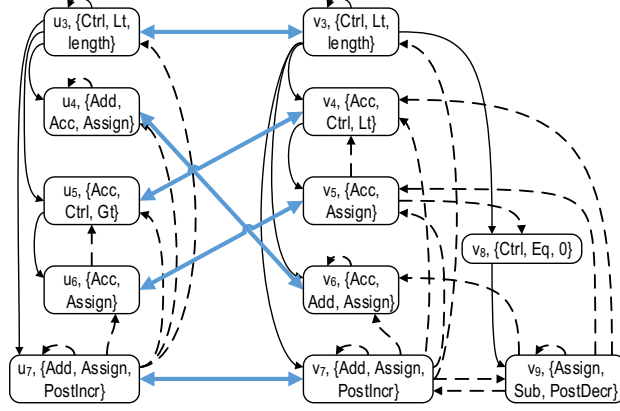 u3, {Ctrl, Lt,
length}
v3, {Ctrl, Lt,
length}
u4, {Add,
Acc, Assign}
v4, {Acc,
Ctrl, Lt}
u5, {Acc,
Ctrl, Gt}
v5, {Acc,
Assign}
v8, {Ctrl, Eq, 0}
u6, {Acc,
Assign}
v6, {Acc,
Add, Assign}
u7, {Add, Assign,
PostIncr}
v7, {Add, Assign,
PostIncr}
v9, {Assign,
Sub, PostDecr}